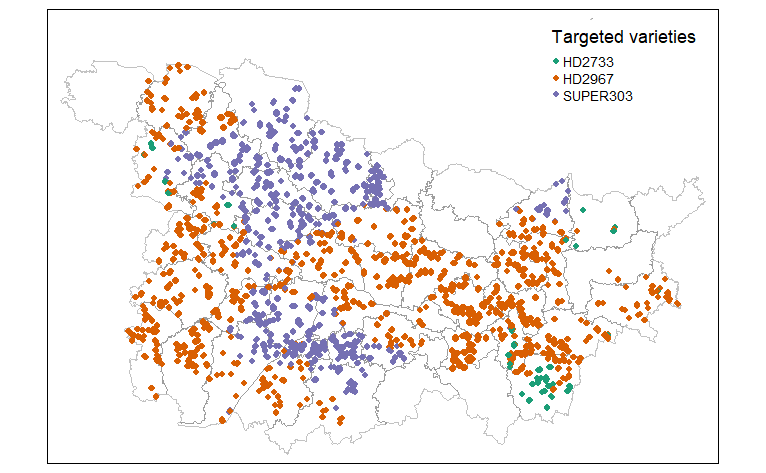 Targeted varieties
HD2733
HD2967
SUPER303